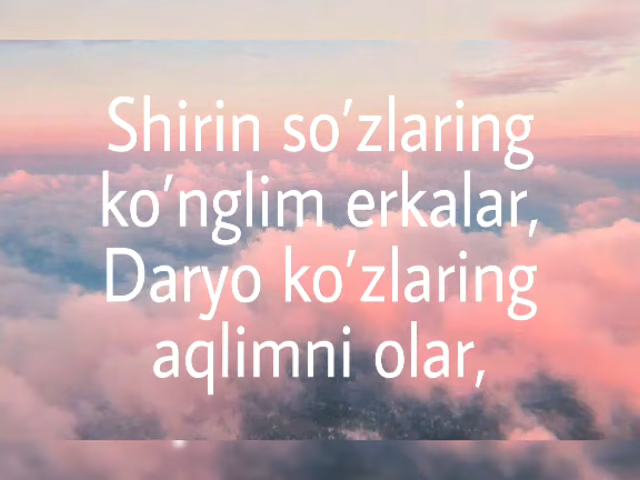 Shirin so'zlaring
ko'nglim erkalar,
Daryo ko'zlaring
aqlimni olar,